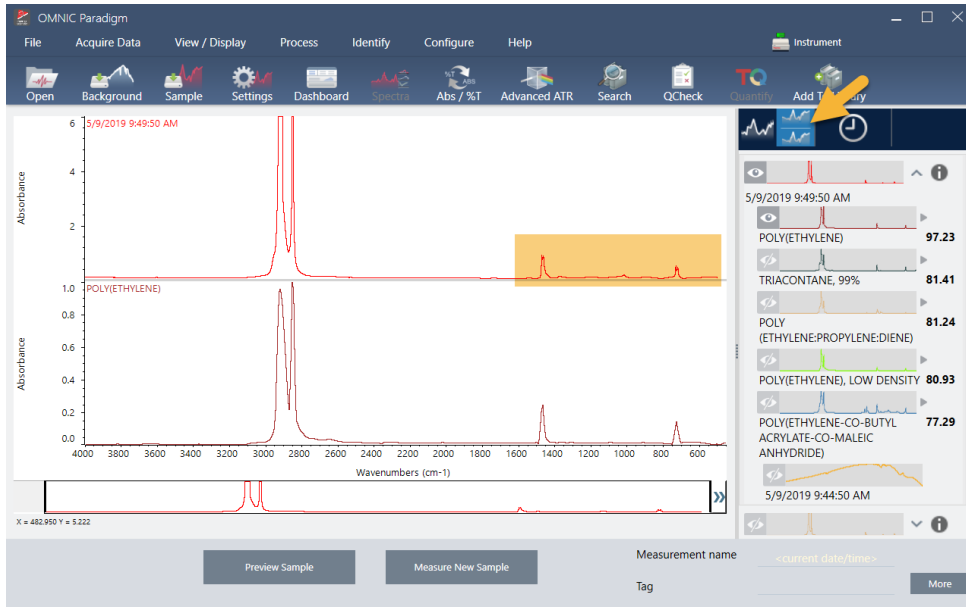 OMNIC Paradigm
File Acquire Data View / Display Process Identify Configure Help Instrument
Open Background Sample Settings Dashboard Spectra Abs / %T Advanced ATR Search QCheck Quantify Add To ary
%T ABS
TQ
5/9/2019 9:49:50 AM
6
4
2
Absorbance
POLY(ETHYLENE)
1.0
0.8
0.6
0.4
0.2
0.0
Absorbance
4000 3800 3600 3400 3200 3000 2800 2600 2400 2200 2000 1800 1600 1400 1200 1000 800 600
Wavenumbers (cm-1)
X = 482.950 Y = 5.222
5/9/2019 9:49:50 AM
POLY(ETHYLENE) 97.23
TRIACONTANE, 99% 81.41
POLY 81.24
(ETHYLENE:PROPYLENE:DIENE)
POLY(ETHYLENE), LOW DENSITY 80.93
POLY(ETHYLENE-CO-BUTYL 77.29
ACRYLATE-CO-MALEIC
ANHYDRIDE)
5/9/2019 9:44:50 AM
Preview Sample
Measure New Sample
Measurement name <current date/time>
Tag
More